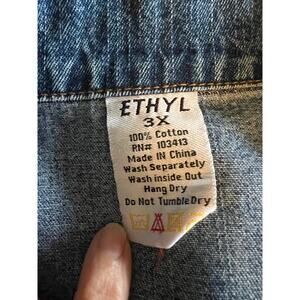 ETHYL
3X
100% Cotton
RN# 103413
Made In China
Wash Separately
Wash inside Out
Hang Dry
Do Not Tumble Dry